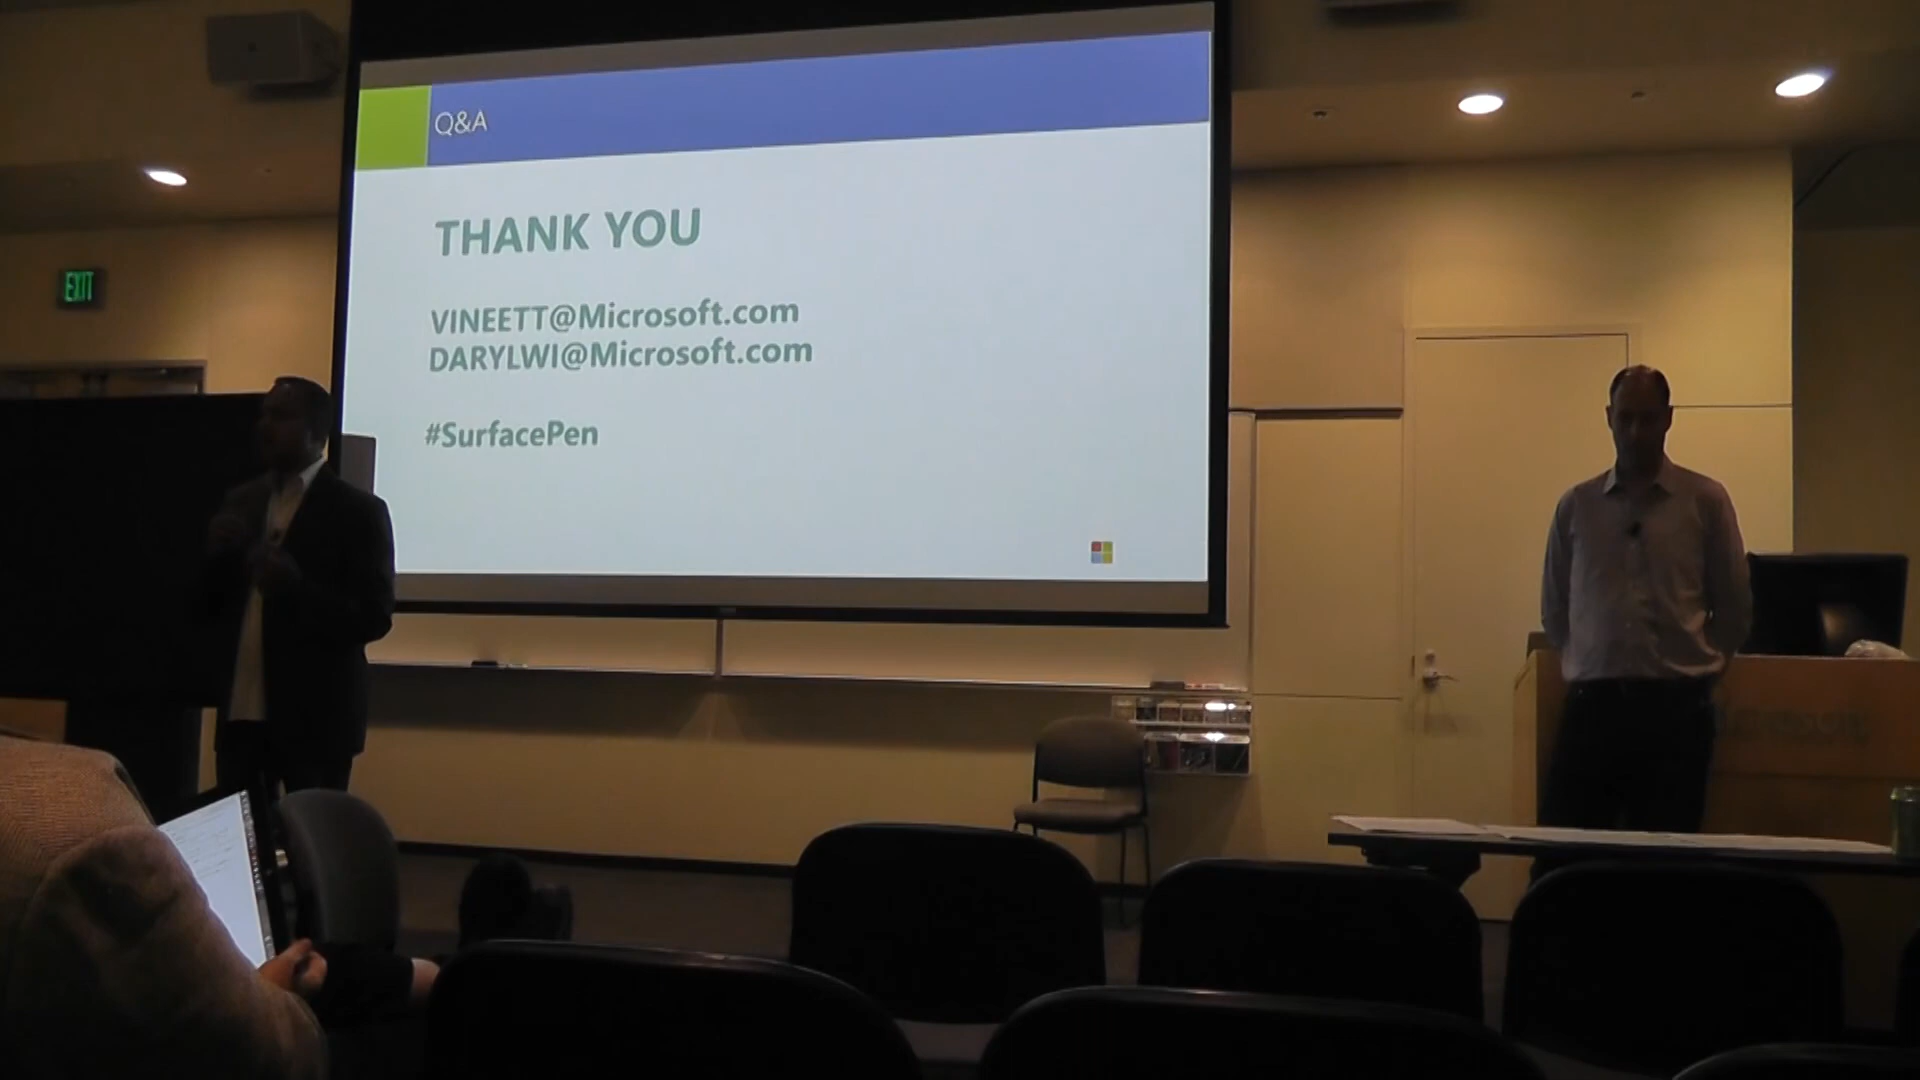 EXIT
Q&A
THANK YOU
VINEETT@Microsoft.com
DARYLWI@Microsoft.com
#SurfacePen